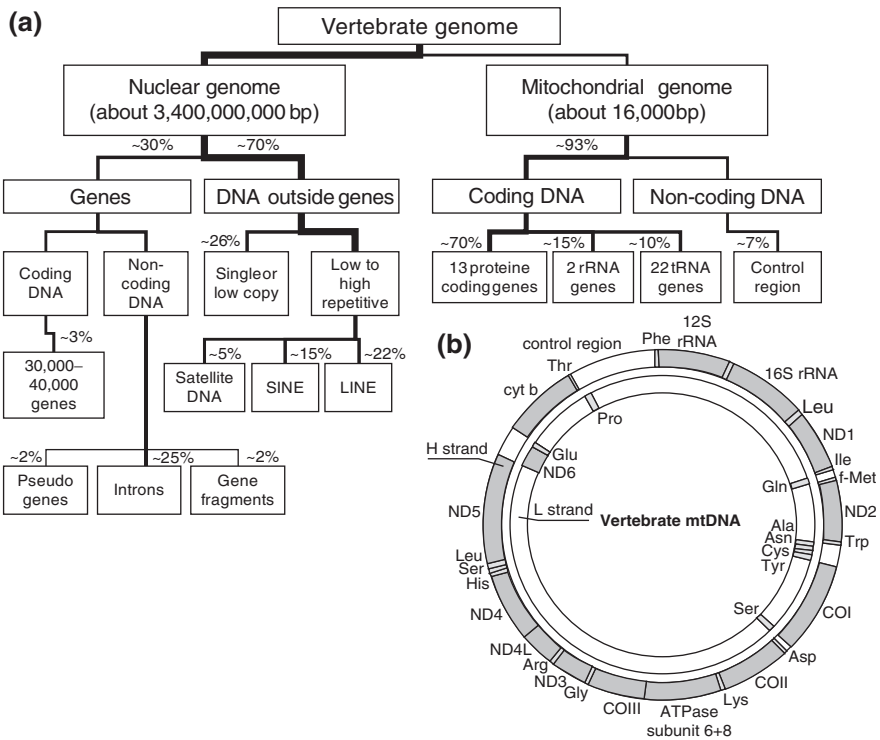 (a)
Vertebrate genome
Nuclear genome
(about 3,400,000,000 bp)
Mitochondrial genome
(about 16,000bp)
~30%
~70%
~93%
Genes
DNA outside genes
Coding DNA
Non-coding DNA
~26%
~70%
~15%
~10%
~7%
Coding
DNA
Non-
coding
DNA
Singleor
low copy
Low to
high
repetitive
13 proteine
codinggenes
2 rRNA
genes
22 tRNA
genes
Control
region
~3%
30,000–
40,000
genes
~5%
~15%
~22%
Satellite
DNA
SINE
LINE
~2%
~25%
~2%
Pseudo
genes
Introns
Gene
fragments
(b)
control region
Phe
12S
rRNA
16S rRNA
Leu
ND1
Ile
f-Met
ND2
Trp
COI
Asp
COII
Lys
ATPase
subunit 6+8
COIII
Gly
ND3
Arg
ND4L
ND4
His
Ser
Leu
ND5
H strand
cyt b
Thr
Pro
Glu
ND6
L strand
Vertebrate mtDNA
Gln
Ala
Asn
Cys
Tyr
Ser